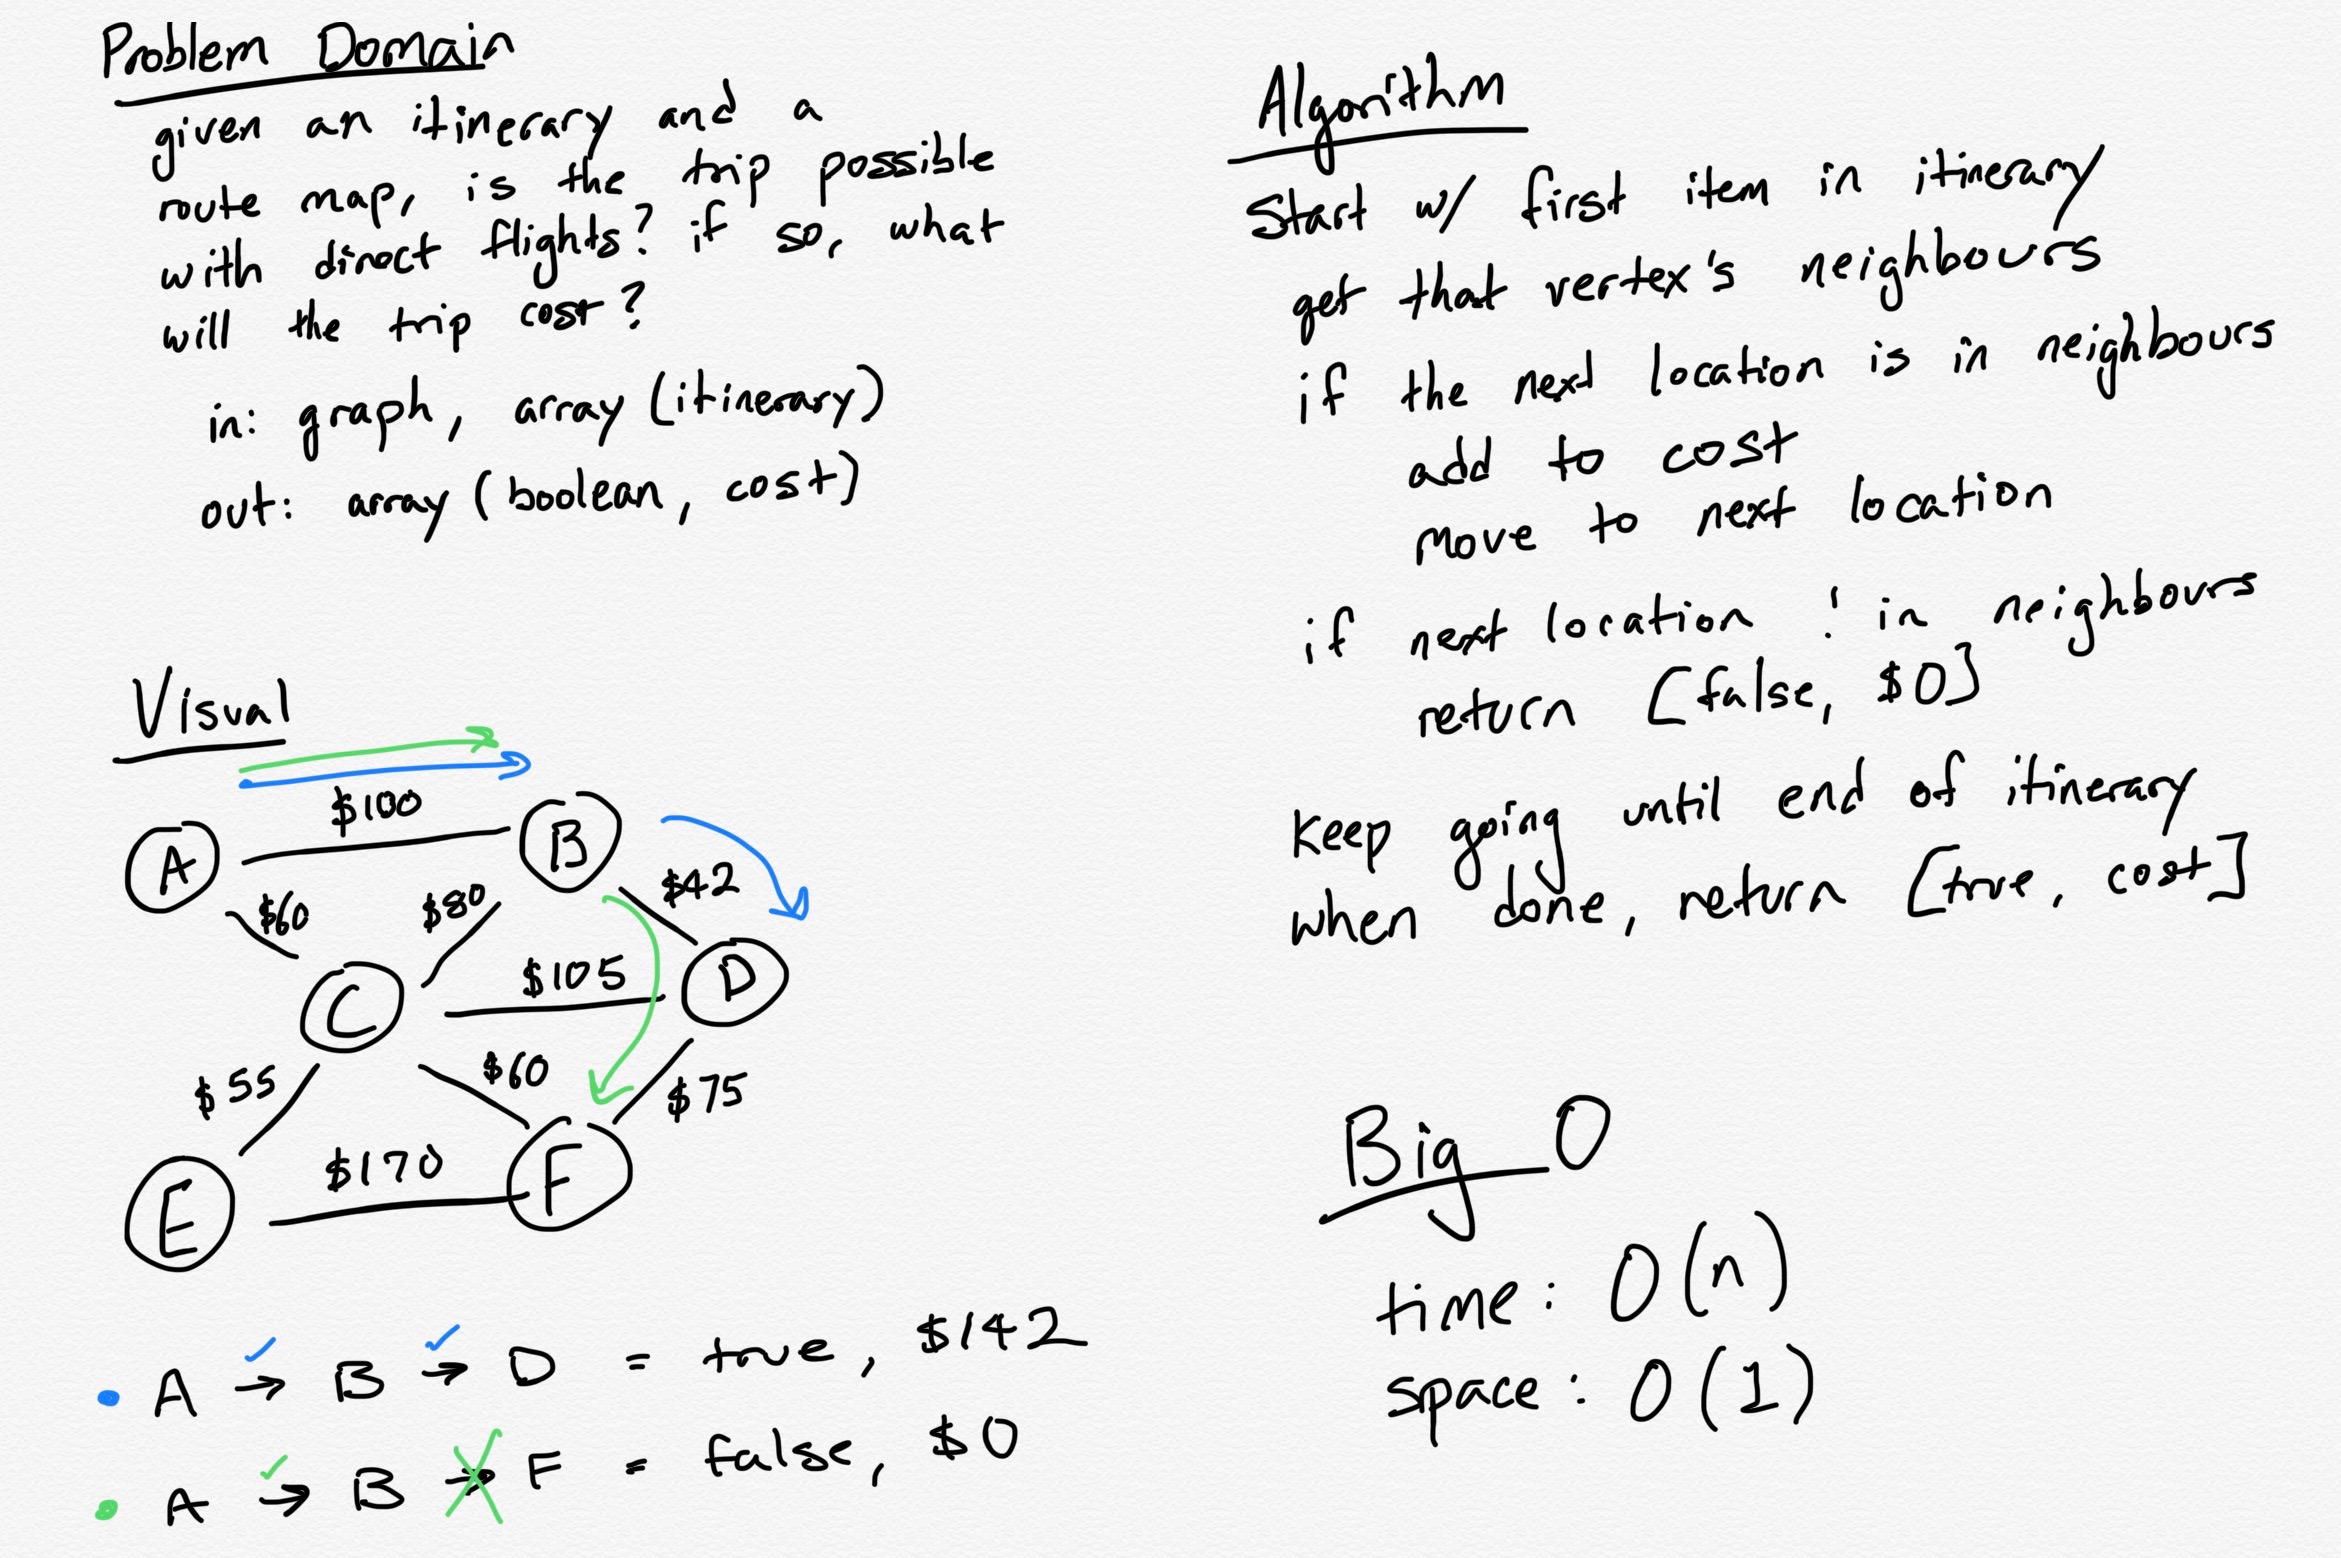 Problem Domain
given an itinerary and a
route map, is the trip possible
with direct flights? if so, what
will the trip cost?
in: graph, array (itinerary)
out: array (boolean, cost)
Visual
$100
A
B
$60
$80
$42
C
$105
D
$55
$60
$75
E
$170
F
A → B → D = true, $142
A → B → F = false, $0
Algorithm
Start w/ first item in itinerary
get that vertex's neighbours
if the next location is in neighbours
add to cost
move to next location
if next location ! in neighbours
return [false, $0]
Keep going until end of itinerary
when done, return [true, cost]
Big O
time: O(n)
space: O(1)